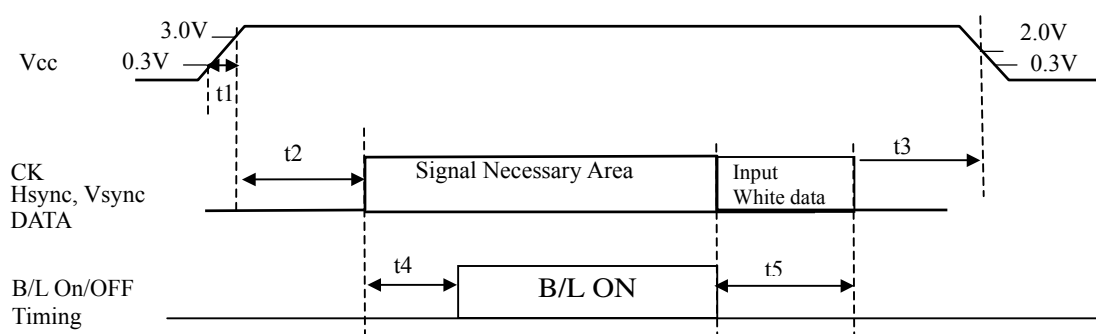 3.0V
2.0V
Vcc
0.3V
0.3V
t1
t2
t3
CK
Hsync, Vsync
DATA
Signal Necessary Area
Input
White data
t4
t5
B/L On/OFF
Timing
B/L ON